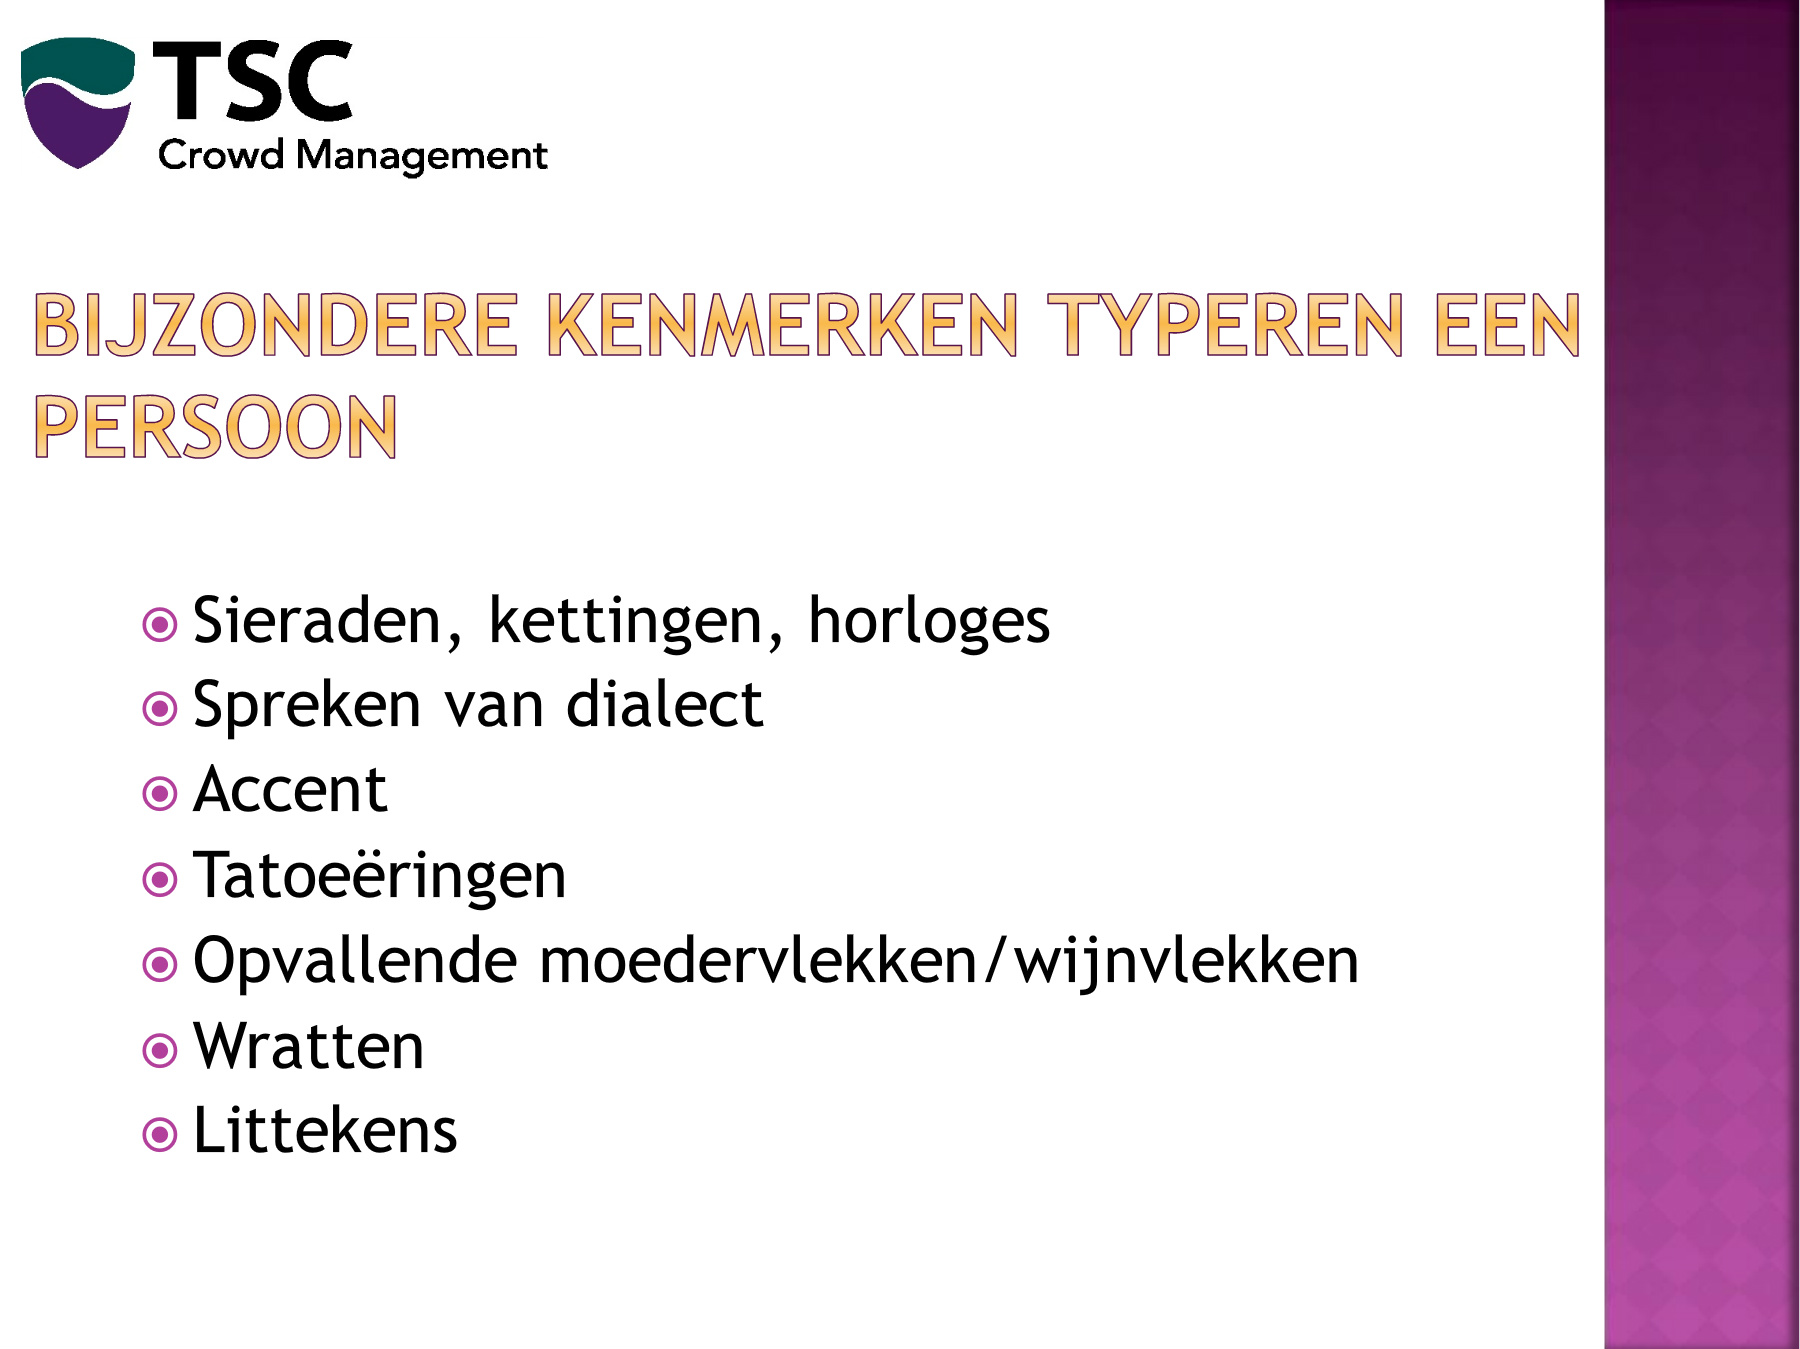 TSC
Crowd Management
BIJZONDERE KENMERKEN TYPEREN EEN
PERSOON
Sieraden, kettingen, horloges
Spreken van dialect
Accent
Tatoeëringen
Opvallende moedervlekken/wijnvlekken
Wratten
Littekens